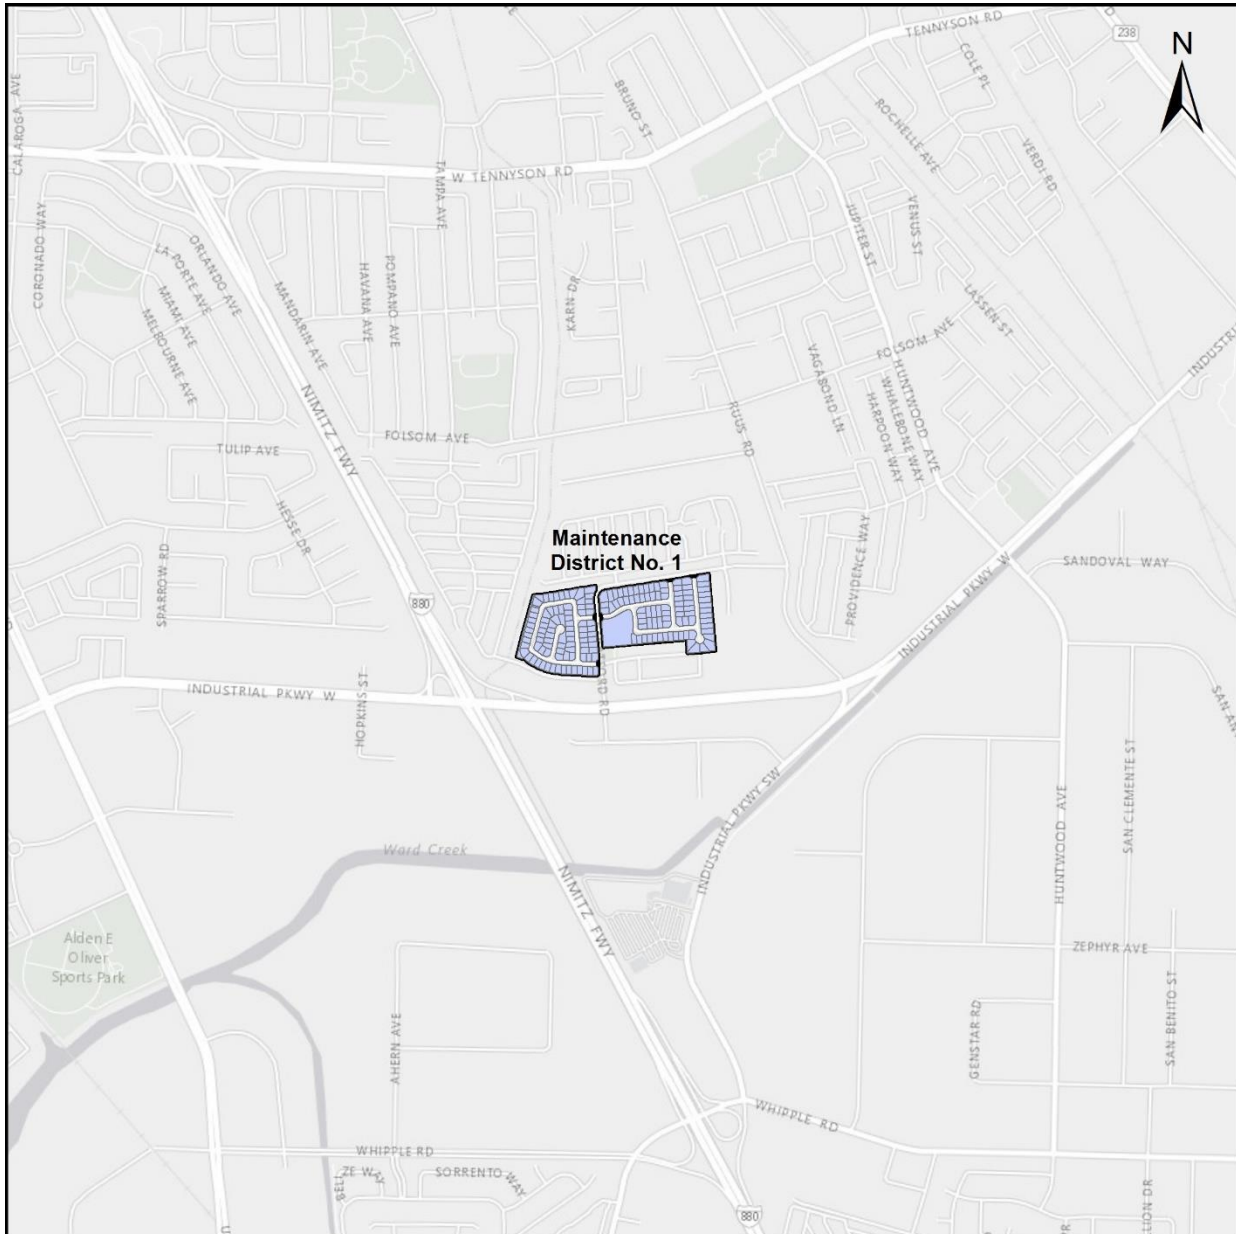 TENNYSON RD
238
N
CALAROGA AVE
BRUNO ST
COLE PL
ROCHELLE AVE
VERDI RD
W TENNYSON RD
TAMPA AVE
CORONADO WAY
ORLANDO AVE
LA PORTE AVE
MIAMI AVE
MELBOURNE AVE
MANDARIN AVE
HAVANA AVE
POMPANO AVE
KARN DR
JUPITER ST
VENUS ST
LASSEN ST
FOLSOM AVE
VAGABOND LN
HUNTWOOD AVE
WHALEBONE WAY
HARPOON WAY
NIMITZ FWY
RUUS RD
FOLSOM AVE
TULIP AVE
HESSE DR
SPARROW RD
Maintenance
District No. 1
PROVIDENCE WAY
SANDOVAL WAY
INDUSTRIAL PKWY W
880
INDUSTRIAL PKWY W
HOPKINS ST
INDUSTRIAL PKWY SW
HUNTWOOD AVE
SAN CLEMENTE ST
Ward Creek
NIMITZ FWY
Alden E
Oliver
Sports Park
ZEPHYR AVE
AHERN AVE
GENSTAR RD
SAN BENITO ST
WHIPPLE RD
WHIPPLE RD
SORRENTO WAY
880